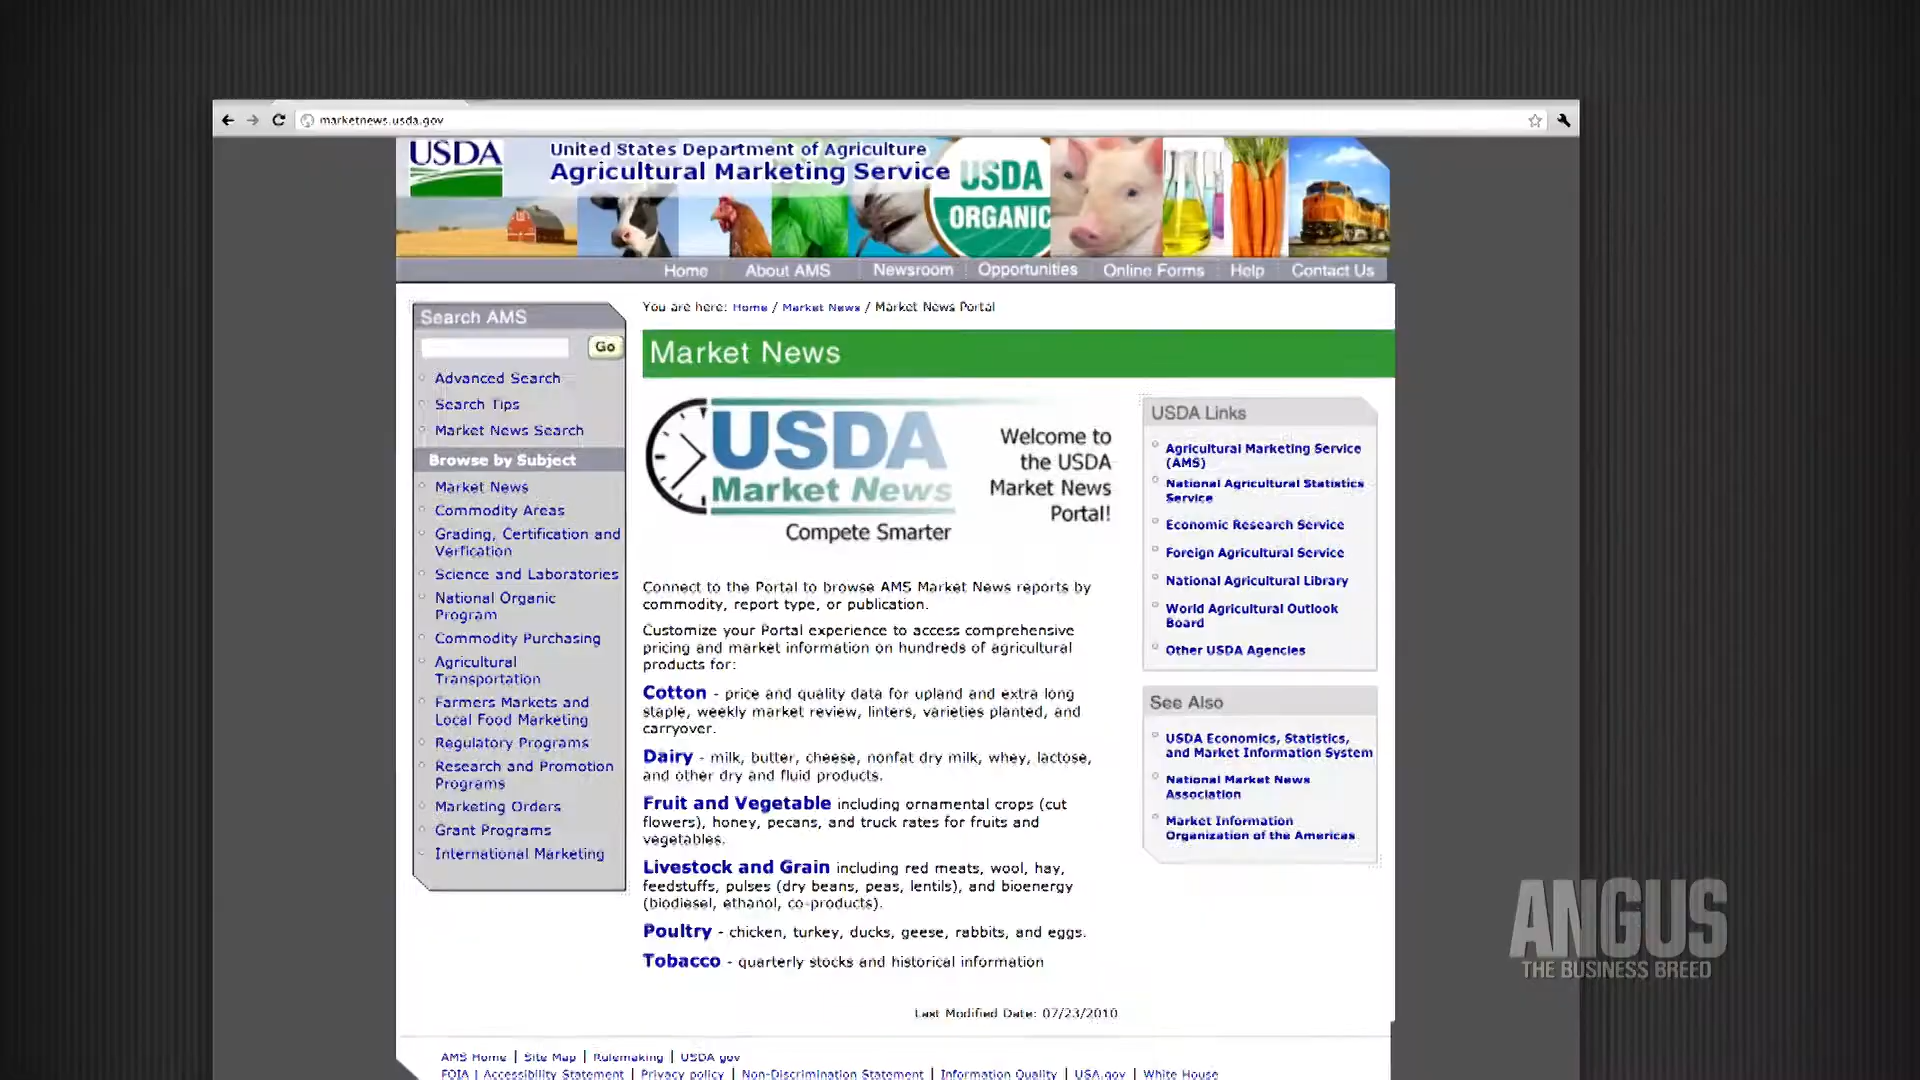 marketnews.usda.gov
USDA
United States Department of Agriculture
Agricultural Marketing Service
USDA
ORGANIC
Home
About AMS
Newsroom
Opportunities
Online Forms
Help
Contact Us
Search AMS
Go
Advanced Search
Search Tips
Market News Search
Browse by Subject
Market News
Commodity Areas
Grading, Certification and
Verfication
Science and Laboratories
National Organic
Program
Commodity Purchasing
Agricultural
Transportation
Farmers Markets and
Local Food Marketing
Regulatory Programs
Research and Promotion
Programs
Marketing Orders
Grant Programs
International Marketing
You are here: Home / Market News / Market News Portal
Market News
USDA
Market News
Compete Smarter
Welcome to
the USDA
Market News
Portal!
Connect to the Portal to browse AMS Market News reports by
commodity, report type, or publication.
Customize your Portal experience to access comprehensive
pricing and market information on hundreds of agricultural
products for:
Cotton - price and quality data for upland and extra long
staple, weekly market review, linters, varieties planted, and
carryover.
Dairy - milk, butter, cheese, nonfat dry milk, whey, lactose,
and other dry and fluid products.
Fruit and Vegetable including ornamental crops (cut
flowers), honey, pecans, and truck rates for fruits and
vegetables.
Livestock and Grain including red meats, wool, hay,
feedstuffs, pulses (dry beans, peas, lentils), and bioenergy
(biodiesel, ethanol, co-products).
Poultry - chicken, turkey, ducks, geese, rabbits, and eggs.
Tobacco - quarterly stocks and historical information
Last Modified Date: 07/23/2010
USDA Links
Agricultural Marketing Service
(AMS)
National Agricultural Statistics
Service
Economic Research Service
Foreign Agricultural Service
National Agricultural Library
World Agricultural Outlook
Board
Other USDA Agencies
See Also
USDA Economics, Statistics,
and Market Information System
National Market News
Association
Market Information
Organization of the Americas
AMS Home | Site Map | Rulemaking | USDA gov
FOIA | Accessibility Statement | Privacy policy | Non-Discrimination Statement | Information Quality | USA.gov | White House
ANGUS
THE BUSINESS BREED